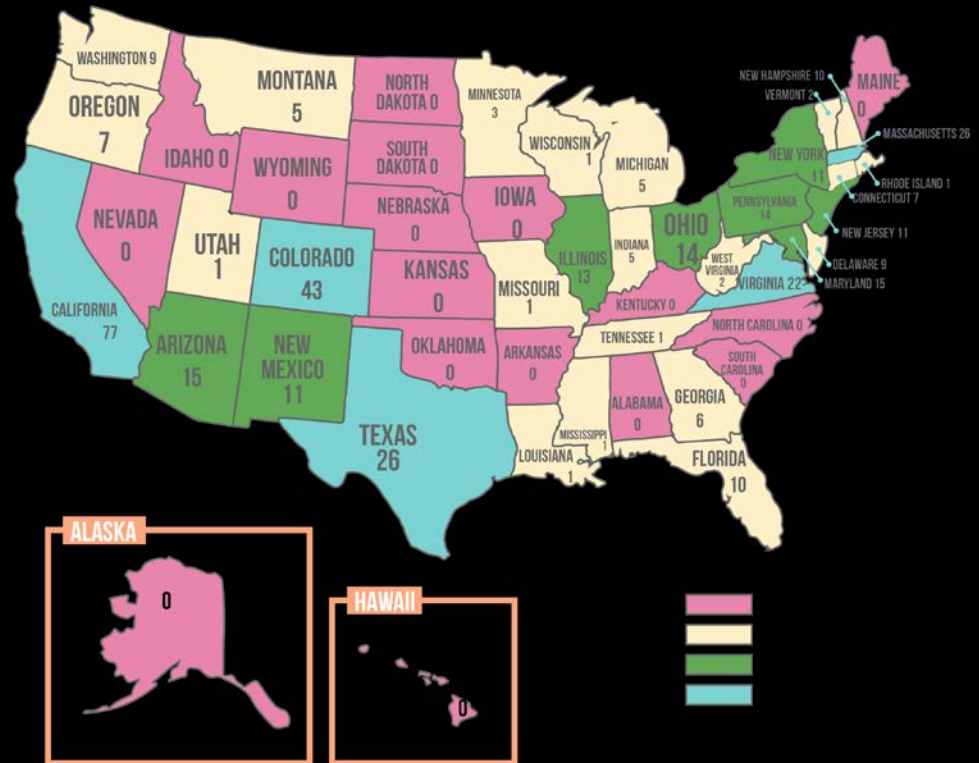 WASHINGTON 9
OREGON
7
CALIFORNIA
77
NEVADA
0
IDAHO 0
MONTANA
5
WYOMING
0
UTAH
1
COLORADO
43
ARIZONA
15
NEW
MEXICO
11
NORTH
DAKOTA 0
SOUTH
DAKOTA 0
NEBRASKA
0
KANSAS
0
OKLAHOMA
0
TEXAS
26
MINNESOTA
3
IOWA
0
MISSOURI
1
ARKANSAS
0
LOUISIANA
1
WISCONSIN
1
ILLINOIS
13
MICHIGAN
5
INDIANA
5
OHIO
14
KENTUCKY 0
TENNESSEE 1
MISSISSIPPI
1
ALABAMA
0
GEORGIA
6
FLORIDA
10
SOUTH
CAROLINA
0
NORTH CAROLINA 0
VIRGINIA 22
WEST
VIRGINIA
2
PENNSYLVANIA
14
NEW YORK
11
MAINE
0
NEW HAMPSHIRE 10
VERMONT 2
MASSACHUSETTS 26
RHODE ISLAND 1
CONNECTICUT 7
NEW JERSEY 11
DELAWARE 9
MARYLAND 15
ALASKA
0
HAWAII
0